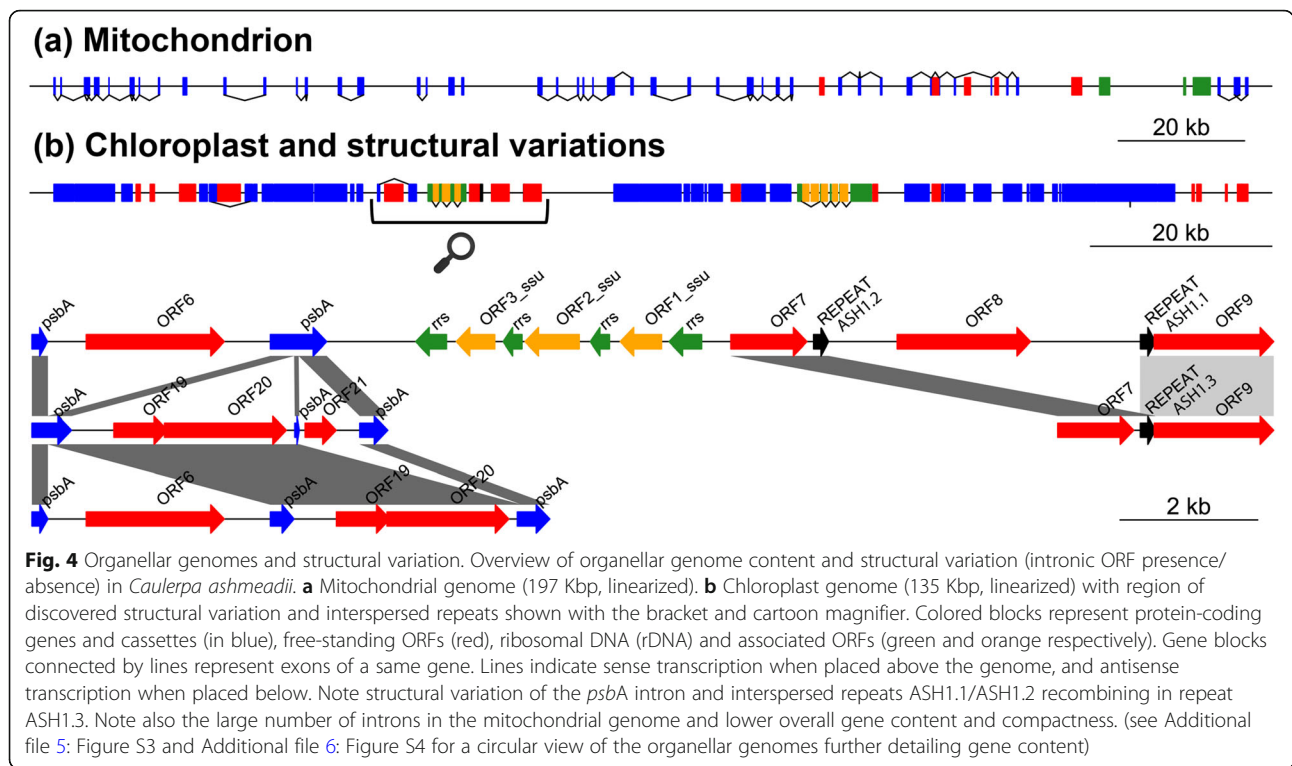 (a) Mitochondrion
20 kb
(b) Chloroplast and structural variations
20 kb
psbA
ORF6
psbA
rrs
ORF3_ssu
rrs
ORF2_ssu
rrs
ORF1_ssu
rrs
ORF7
REPEAT
ASH1.2
ORF8
REPEAT
ASH1.1
ORF9
psbA
ORF19
ORF20
psbA
ORF21
psbA
ORF7
REPEAT
ASH1.3
ORF9
psbA
ORF6
psbA
ORF19
ORF20
psbA
2 kb
Fig. 4 Organellar genomes and structural variation. Overview of organellar genome content and structural variation (intronic ORF presence/
absence) in Caulerpa ashmeadii. a Mitochondrial genome (197 Kbp, linearized). b Chloroplast genome (135 Kbp, linearized) with region of
discovered structural variation and interspersed repeats shown with the bracket and cartoon magnifier. Colored blocks represent protein-coding
genes and cassettes (in blue), free-standing ORFs (red), ribosomal DNA (rDNA) and associated ORFs (green and orange respectively). Gene blocks
connected by lines represent exons of a same gene. Lines indicate sense transcription when placed above the genome, and antisense
transcription when placed below. Note structural variation of the psbA intron and interspersed repeats ASH1.1/ASH1.2 recombining in repeat
ASH1.3. Note also the large number of introns in the mitochondrial genome and lower overall gene content and compactness. (see Additional
file 5: Figure S3 and Additional file 6: Figure S4 for a circular view of the organellar genomes further detailing gene content)